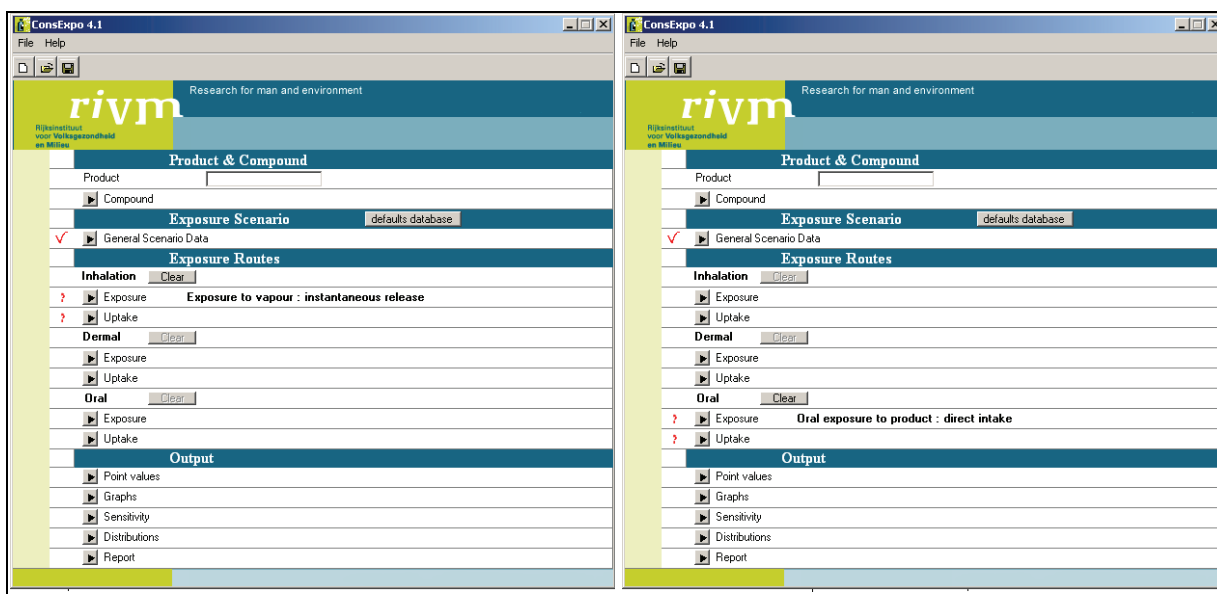 ConsExpo 4.1
File Help
Research for man and environment
rivm
Rijksinstituut
voor Volksgezondheid
en Milieu
Product & Compound
Product
Compound
Exposure Scenario defaults database
General Scenario Data
Exposure Routes
Inhalation Clear
? Exposure Exposure to vapour : instantaneous release
? Uptake
Dermal Clear
Exposure
Uptake
Oral Clear
Exposure
Uptake
Output
Point values
Graphs
Sensitivity
Distributions
Report
ConsExpo 4.1
File Help
Research for man and environment
rivm
Rijksinstituut
voor Volksgezondheid
en Milieu
Product & Compound
Product
Compound
Exposure Scenario defaults database
General Scenario Data
Exposure Routes
Inhalation Clear
Exposure
Uptake
Dermal Clear
Exposure
Uptake
Oral Clear
? Exposure Oral exposure to product : direct intake
? Uptake
Output
Point values
Graphs
Sensitivity
Distributions
Report